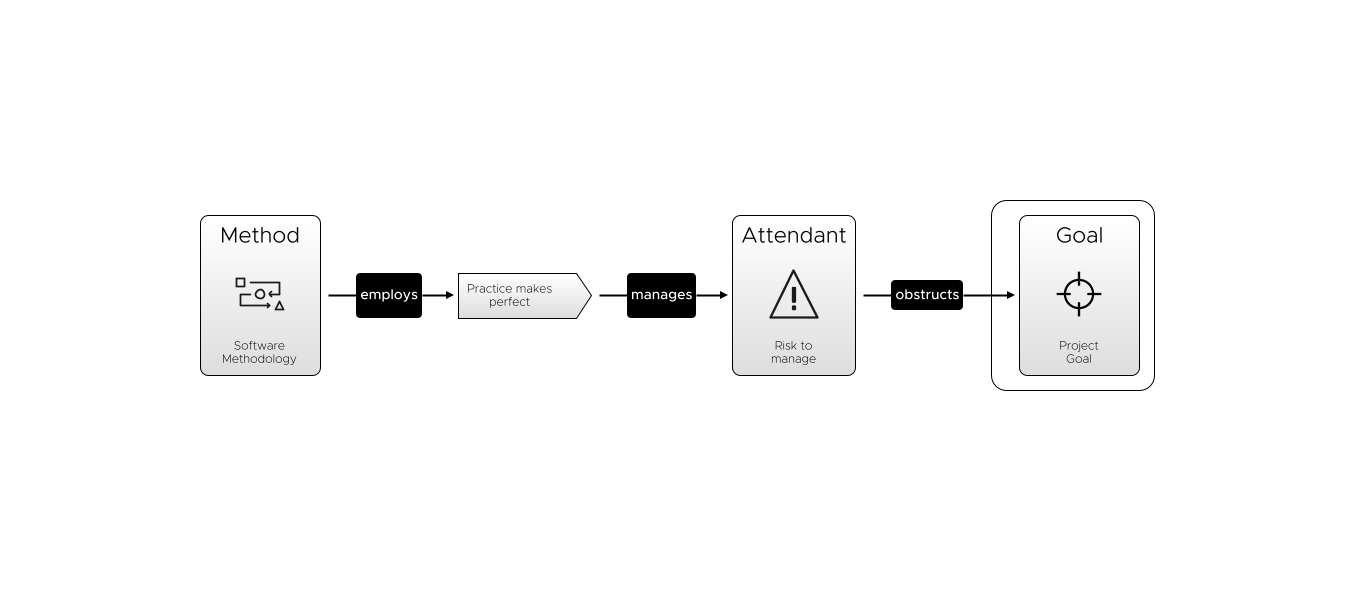 Method
Software
Methodology
employs
Practice makes
perfect
manages
Attendant
Risk to
manage
obstructs
Goal
Project
Goal